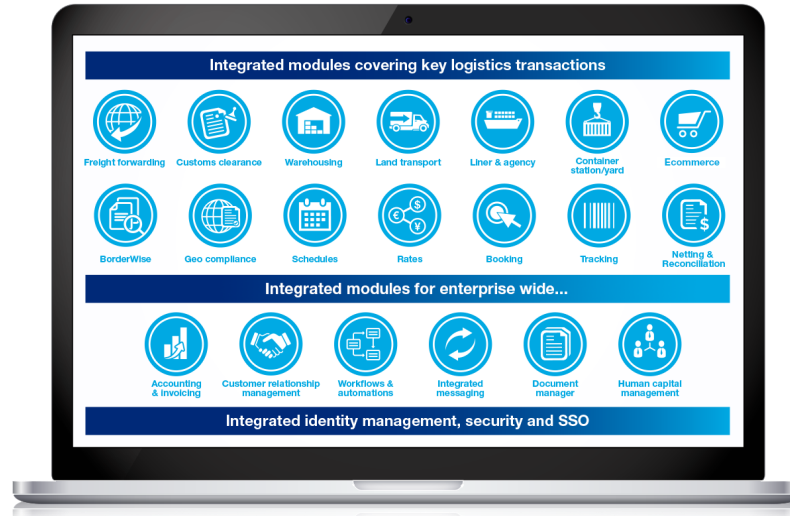 Integrated modules covering key logistics transactions
Freight forwarding
Customs clearance
Warehousing
Land transport
Liner & agency
Container
station/yard
Ecommerce
BorderWise
Geo compliance
Schedules
€
$
¥
Rates
Booking
Tracking
$
Netting &
Reconciliation
Integrated modules for enterprise wide...
Accounting
& invoicing
Customer relationship
management
Workflows &
automations
Integrated
messaging
Document
manager
Human capital
management
Integrated identity management, security and SSO